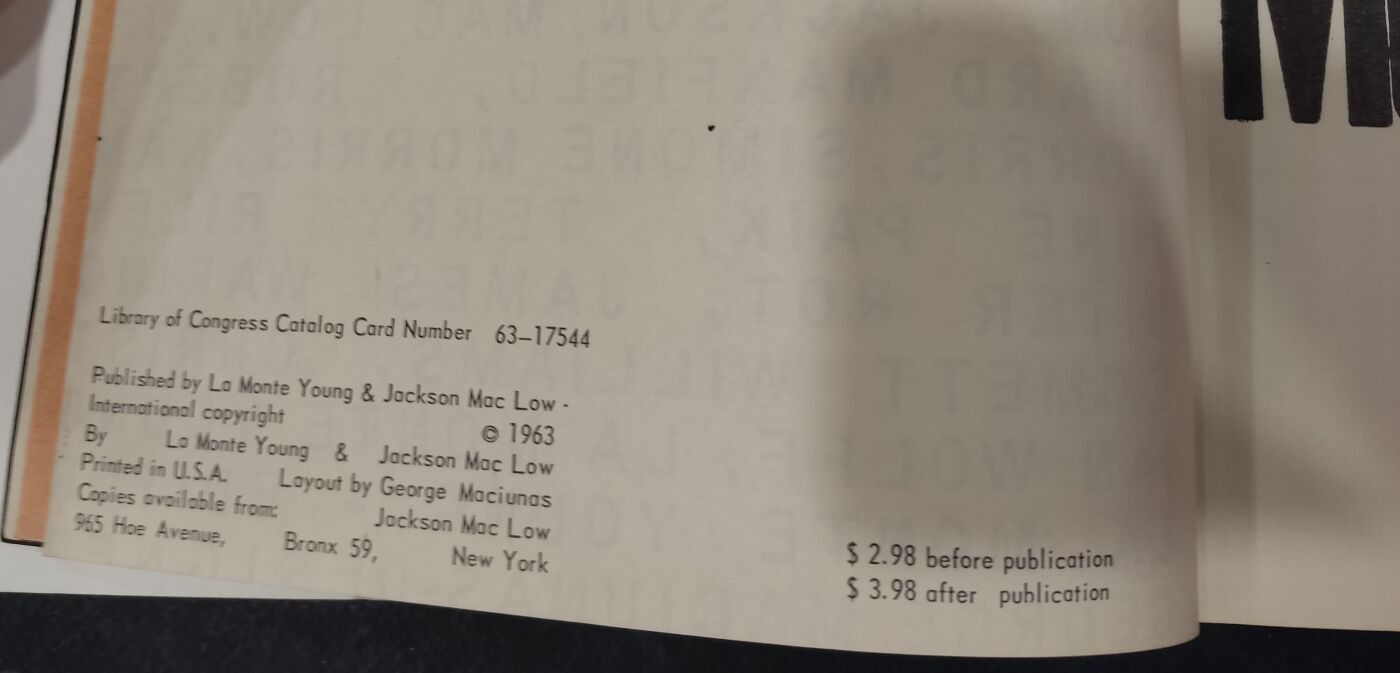 Library of Congress Catalog Card Number 63–17544
Published by La Monte Young & Jackson Mac Low -
International copyright © 1963
By La Monte Young & Jackson Mac Low
Printed in U.S.A. Layout by George Maciunas
Copies available from: Jackson Mac Low
965 Hoe Avenue, Bronx 59, New York
$ 2.98 before publication
$ 3.98 after publication